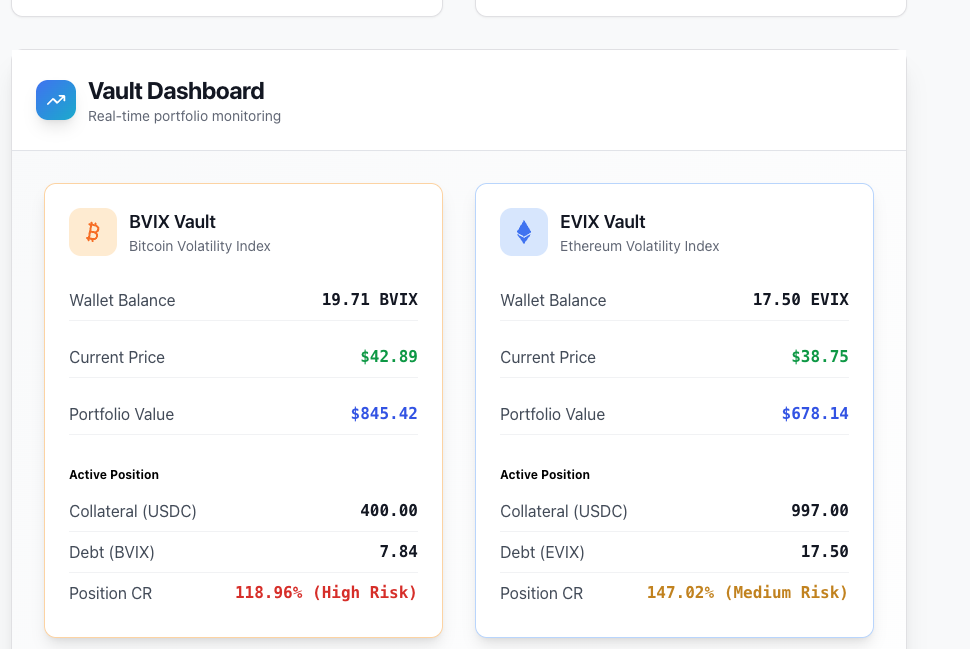 Vault Dashboard
Real-time portfolio monitoring
BVIX Vault
Bitcoin Volatility Index
Wallet Balance 19.71 BVIX
Current Price $42.89
Portfolio Value $845.42
Active Position
Collateral (USDC) 400.00
Debt (BVIX) 7.84
Position CR 118.96% (High Risk)
EVIX Vault
Ethereum Volatility Index
Wallet Balance 17.50 EVIX
Current Price $38.75
Portfolio Value $678.14
Active Position
Collateral (USDC) 997.00
Debt (EVIX) 17.50
Position CR 147.02% (Medium Risk)